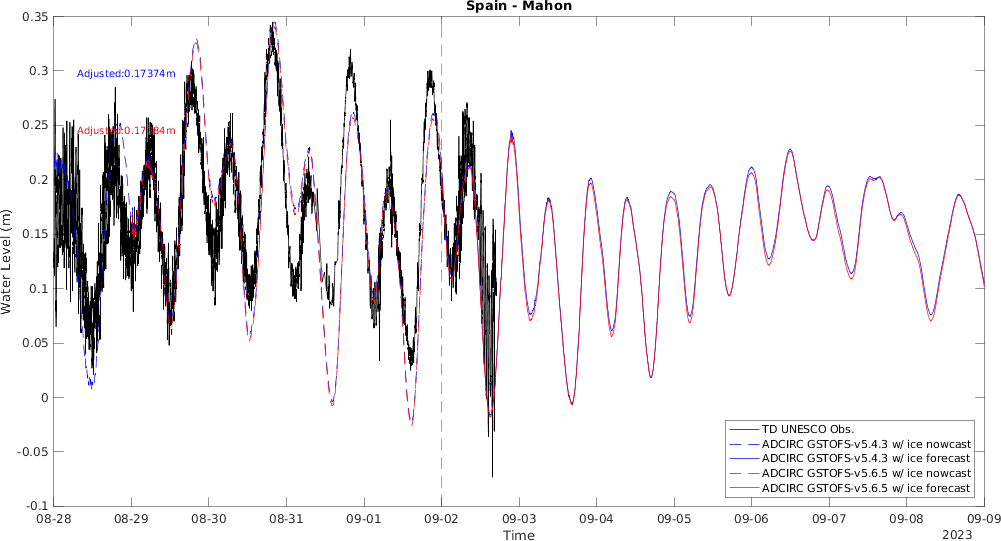 Spain - Mahon
0.35
0.3
0.25
0.2
0.15
0.1
0.05
0
-0.05
-0.1
Water Level (m)
Adjusted:0.17374m
TD UNESCO Obs.
ADCIRC GSTOFS-v5.4.3 w/ ice nowcast
ADCIRC GSTOFS-v5.4.3 w/ ice forecast
ADCIRC GSTOFS-v5.6.5 w/ ice nowcast
ADCIRC GSTOFS-v5.6.5 w/ ice forecast
08-28 08-29 08-30 08-31 09-01 09-02 09-03 09-04 09-05 09-06 09-07 09-08 09-09
2023
Time